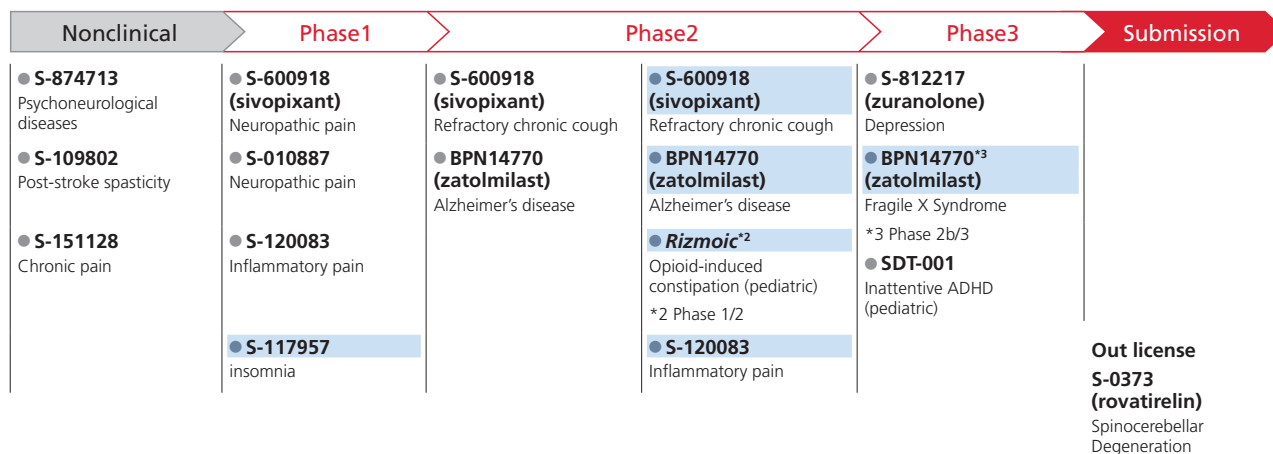 Nonclinical
Phase1
Phase2
Phase3
Submission
● S-874713
Psychoneurological
diseases
● S-109802
Post-stroke spasticity
● S-151128
Chronic pain
● S-600918
(sivopixant)
Neuropathic pain
● S-010887
Neuropathic pain
● S-120083
Inflammatory pain
● S-117957
insomnia
● S-600918
(sivopixant)
Refractory chronic cough
● BPN14770
(zatolmilast)
Alzheimer’s disease
● S-600918
(sivopixant)
Refractory chronic cough
● BPN14770
(zatolmilast)
Alzheimer’s disease
● Rizmoic*2
Opioid-induced
constipation (pediatric)
*2 Phase 1/2
● S-120083
Inflammatory pain
● S-812217
(zuranolone)
Depression
● BPN14770*3
(zatolmilast)
Fragile X Syndrome
*3 Phase 2b/3
● SDT-001
Inattentive ADHD
(pediatric)
Out license
S-0373
(rovatirelin)
Spinocerebellar
Degeneration